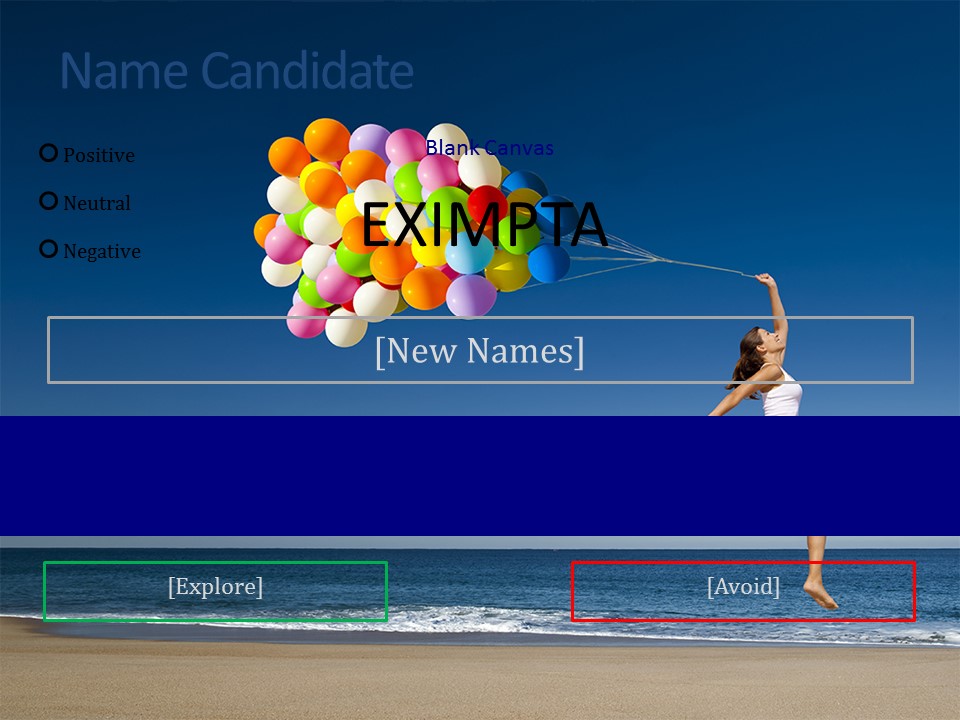 Name Candidate
Blank Canvas
Positive
Neutral
Negative
EXIMPTA
[New Names]
[Explore]
[Avoid]